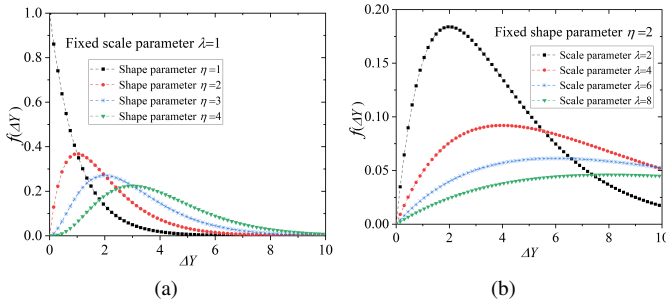 (a)
Fixed scale parameter λ=1
Shape parameter η=1
Shape parameter η=2
Shape parameter η=3
Shape parameter η=4
f(ΔY)
1.0
0.8
0.6
0.4
0.2
0.0
0 2 4 6 8 10
ΔY
(a)
(b)
Fixed shape parameter η=2
Scale parameter λ=2
Scale parameter λ=4
Scale parameter λ=6
Scale parameter λ=8
f(ΔY)
0.20
0.15
0.10
0.05
0.00
0 2 4 6 8 10
ΔY
(b)